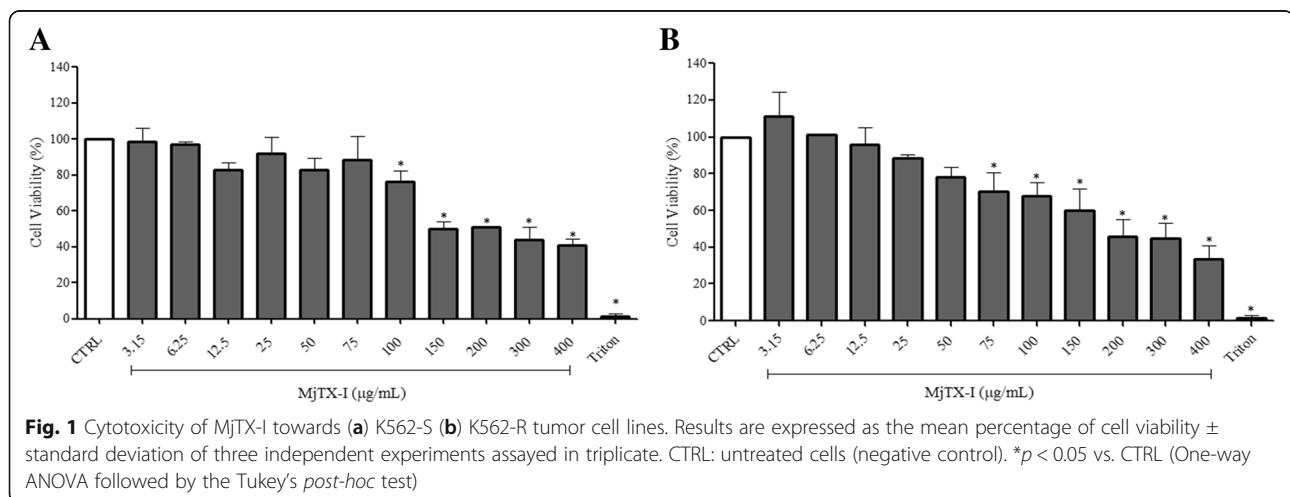 A
140
120
100
80
60
40
20
0
Cell Viability (%)
* * * * * *
CTRL 3.15 6.25 12.5 25 50 75 100 150 200 300 400 Triton
MjTX-I (µg/mL)
B
140
120
100
80
60
40
20
0
Cell Viability (%)
* * * * * * *
CTRL 3.15 6.25 12.5 25 50 75 100 150 200 300 400 Triton
MjTX-I (µg/mL)
Fig. 1 Cytotoxicity of MjTX-I towards (a) K562-S (b) K562-R tumor cell lines. Results are expressed as the mean percentage of cell viability ±
standard deviation of three independent experiments assayed in triplicate. CTRL: untreated cells (negative control). *p < 0.05 vs. CTRL (One-way
ANOVA followed by the Tukey's post-hoc test)